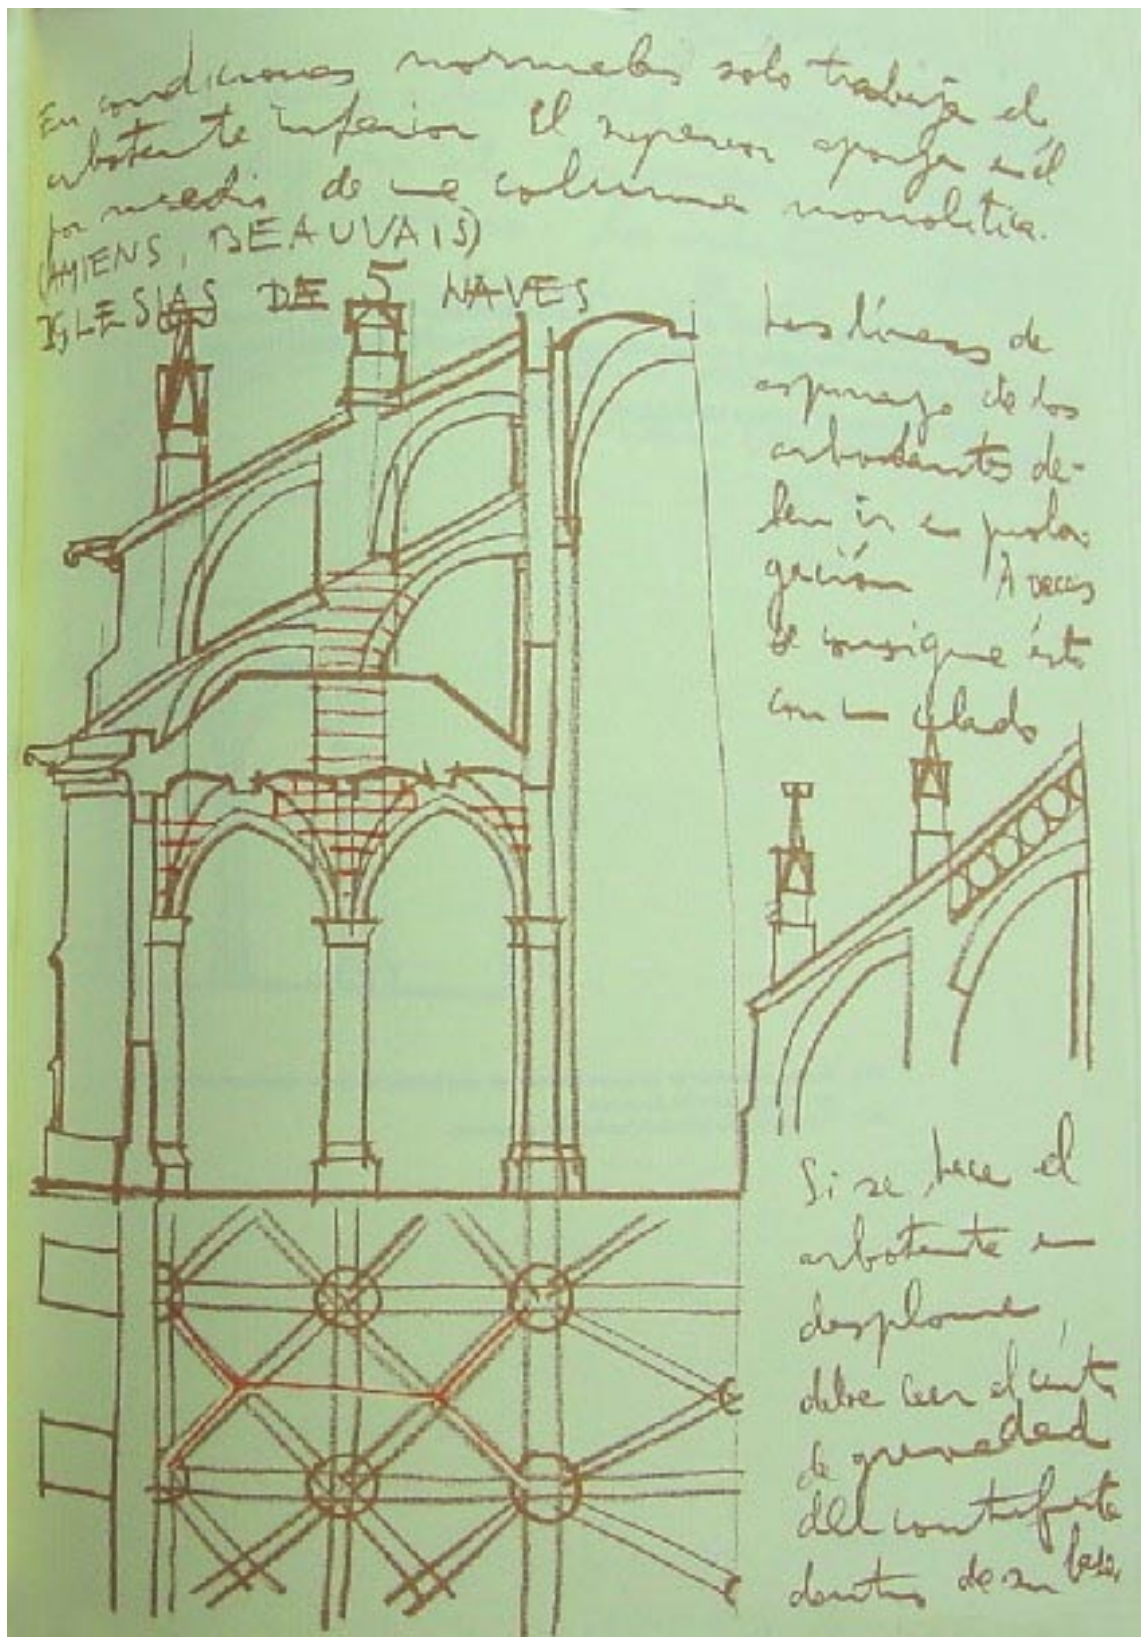 En condiciones normales solo trabaja el
arbotante inferior El superior apoya en él
por medio de una columna monolítica.
(AMIENS, BEAUVAIS)
IGLESIAS DE 5 NAVES
Las líneas de
empuje de los
arbotantes de-
ben ir en prolon-
gación A veces
se consigue ésto
con un calado
Si se hace el
arbotante en
desplome,
debe caer el centro
de gravedad
del contrafuerte
dentro de su base.